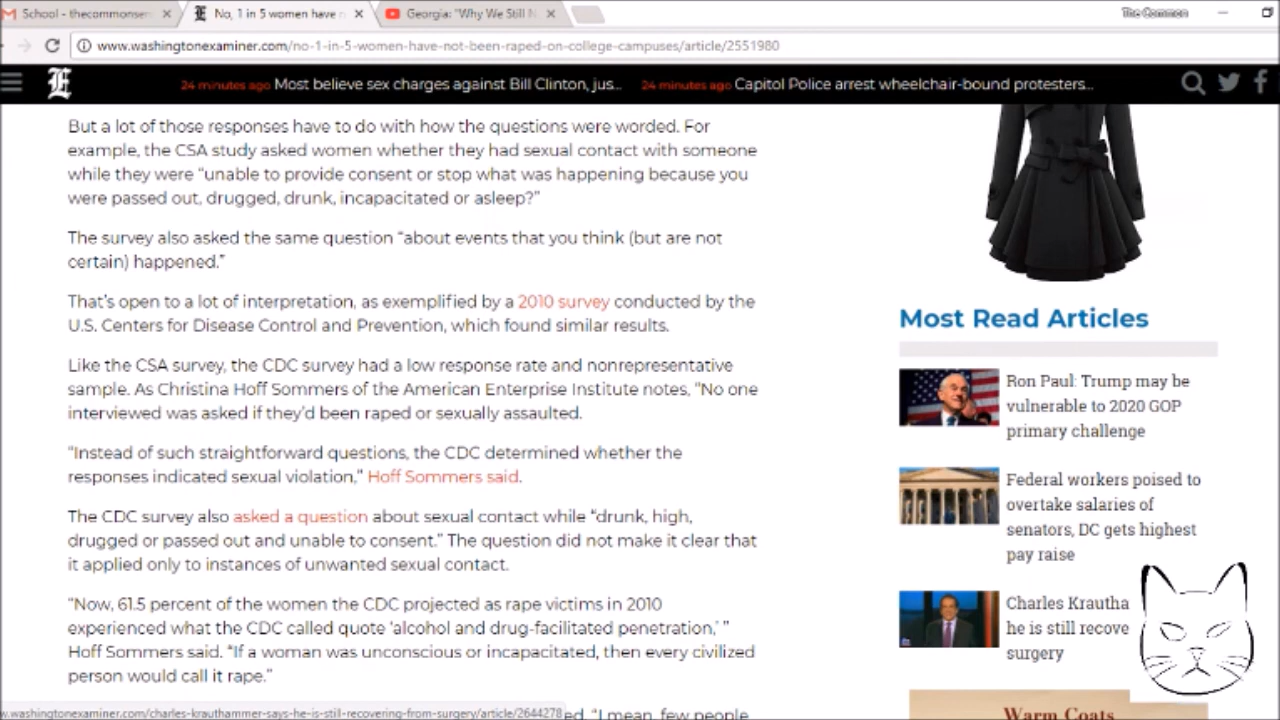 School - thecommonser
No, 1 in 5 women have r
Georgia: "Why We Still N
The Common
www.washingtonexaminer.com/no-1-in-5-women-have-not-been-raped-on-college-campuses/article/2551980
24 minutes ago Most believe sex charges against Bill Clinton, jus... 24 minutes ago Capitol Police arrest wheelchair-bound protesters...
But a lot of those responses have to do with how the questions were worded. For
example, the CSA study asked women whether they had sexual contact with someone
while they were “unable to provide consent or stop what was happening because you
were passed out, drugged, drunk, incapacitated or asleep?”
The survey also asked the same question “about events that you think (but are not
certain) happened.”
That's open to a lot of interpretation, as exemplified by a 2010 survey conducted by the
U.S. Centers for Disease Control and Prevention, which found similar results.
Like the CSA survey, the CDC survey had a low response rate and nonrepresentative
sample. As Christina Hoff Sommers of the American Enterprise Institute notes, “No one
interviewed was asked if they'd been raped or sexually assaulted.
“Instead of such straightforward questions, the CDC determined whether the
responses indicated sexual violation,” Hoff Sommers said.
The CDC survey also asked a question about sexual contact while “drunk, high,
drugged or passed out and unable to consent.” The question did not make it clear that
it applied only to instances of unwanted sexual contact.
“Now, 61.5 percent of the women the CDC projected as rape victims in 2010
experienced what the CDC called quote ‘alcohol and drug-facilitated penetration,’ ”
Hoff Sommers said. “If a woman was unconscious or incapacitated, then every civilized
person would call it rape.”
ed. “I mean, few people
w.washingtonexaminer.com/charles-krauthammer-says-he-is-still-recovering-from-surgery/article/2644278
Most Read Articles
Ron Paul: Trump may be
vulnerable to 2020 GOP
primary challenge
Federal workers poised to
overtake salaries of
senators, DC gets highest
pay raise
Charles Krautha
he is still recove
surgery
Warm Coats